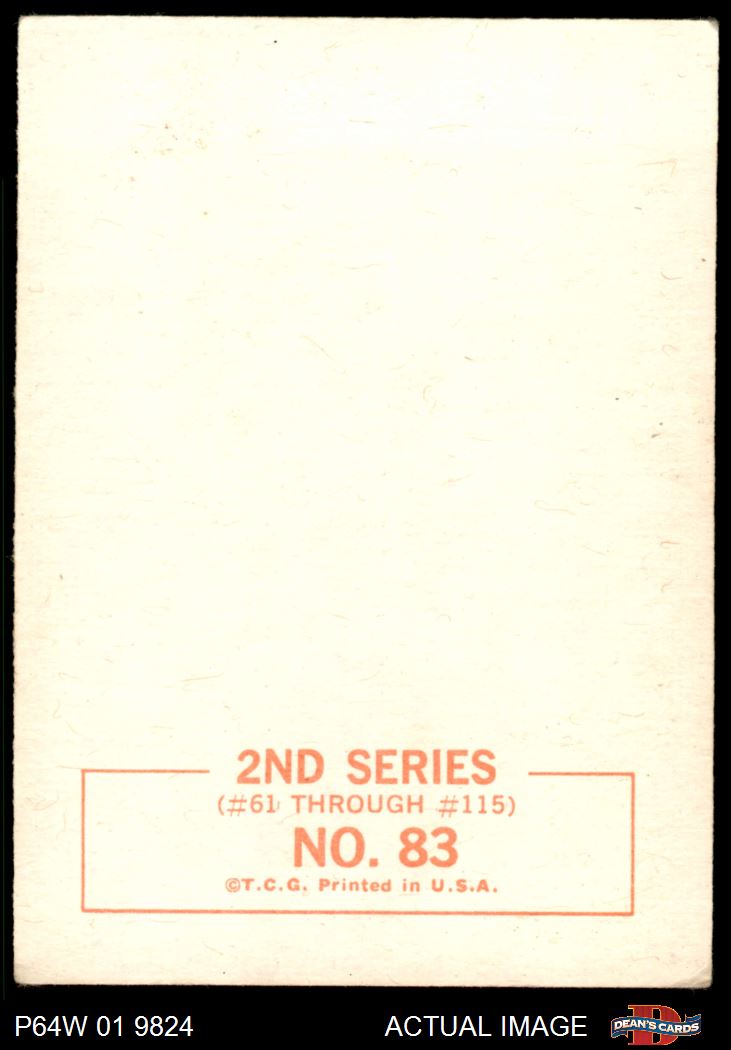 2ND SERIES
(#61 THROUGH #115)
NO. 83
©T.C.G. Printed in U.S.A.
P64W 01 9824
ACTUAL IMAGE
DEAN'S CARDS